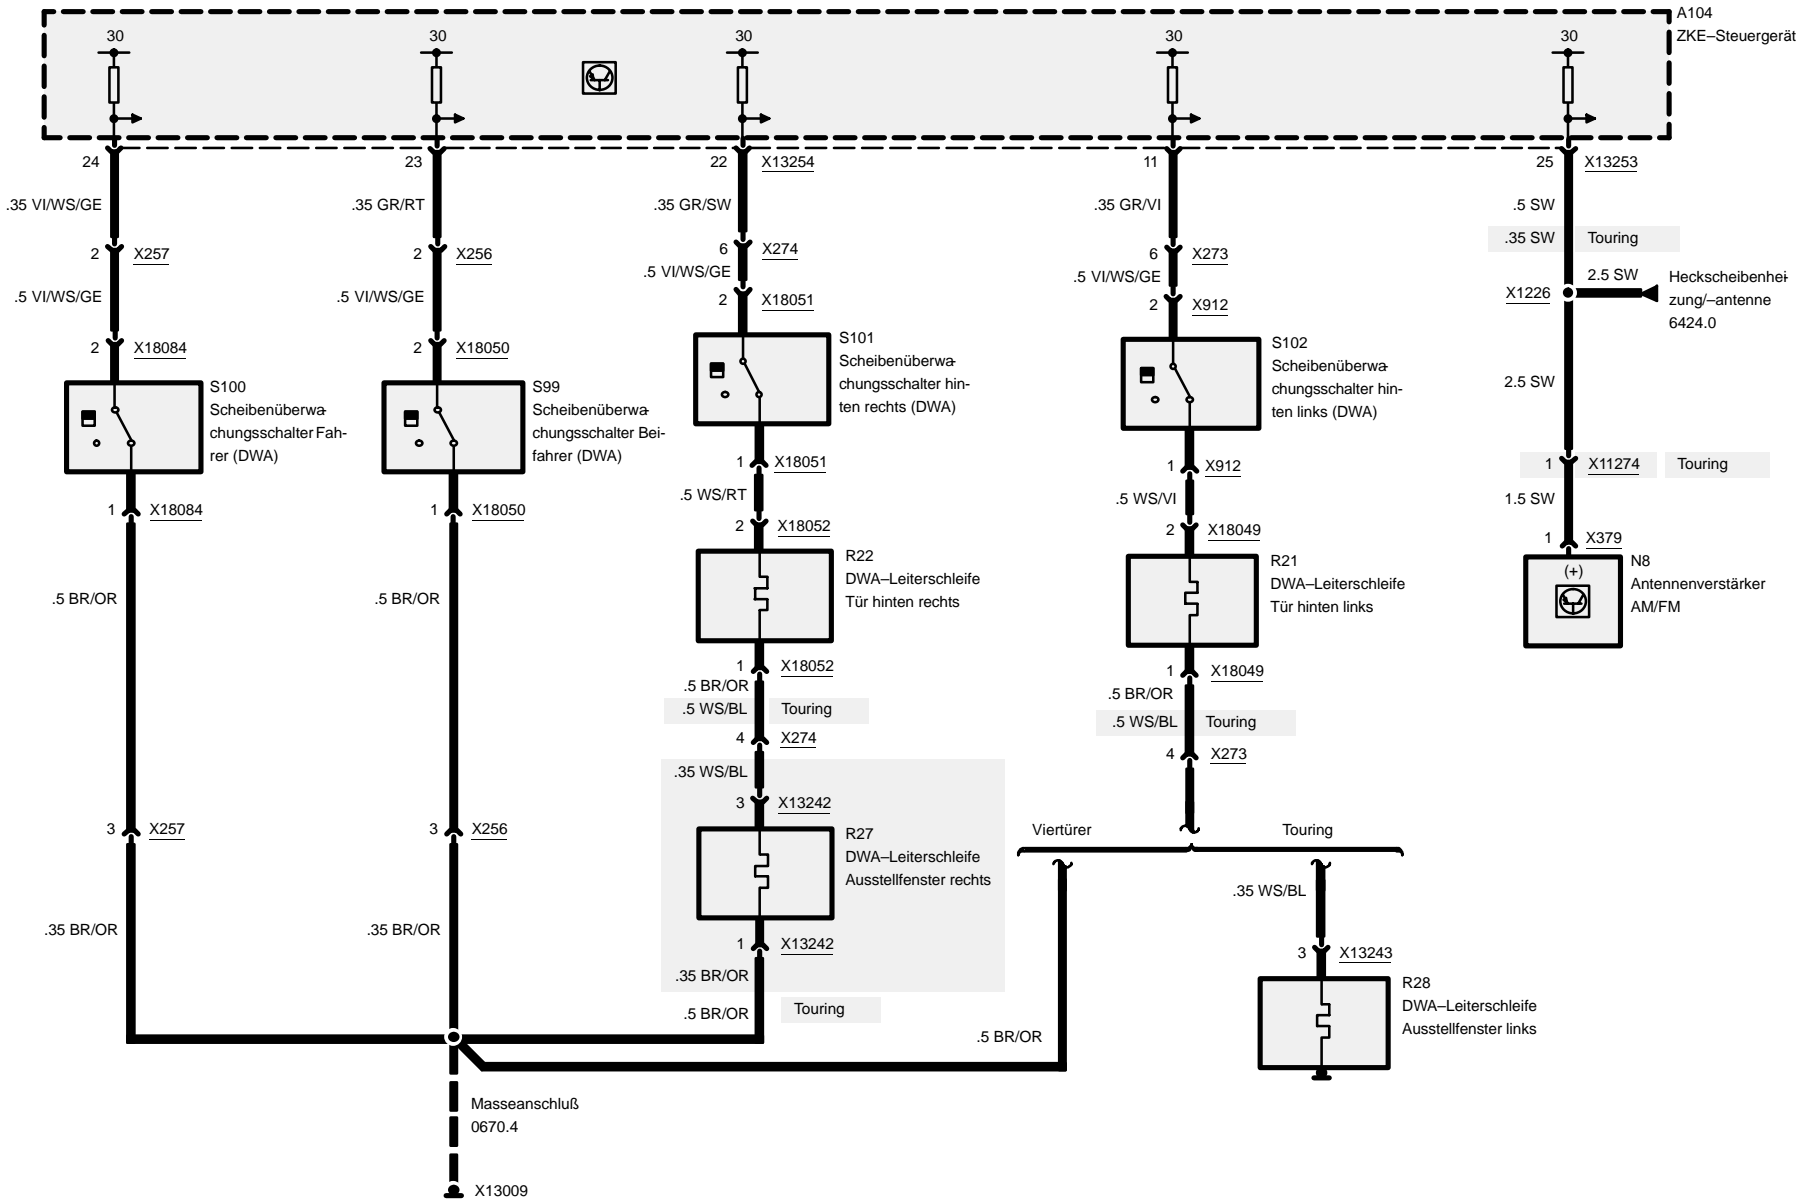 A104
ZKE–Steuergerät
30 30 30 30 30
24 23 22 X13254 11 25 X13253
.35 VI/WS/GE .35 GR/RT .35 GR/SW .35 GR/VI .5 SW
.35 SW Touring
2 X257 2 X256 6 X274 6 X273
.5 VI/WS/GE .5 VI/WS/GE .5 VI/WS/GE .5 VI/WS/GE
2.5 SW
Heckscheibenhei-
zung/–antenne
6424.0
X1226
2 X18051 2 X912
2 X18084 2 X18050
S100
Scheibenüberwa-
chungsschalter Fah-
rer (DWA)
S99
Scheibenüberwa-
chungsschalter Bei-
fahrer (DWA)
S101
Scheibenüberwa-
chungsschalter hin-
ten rechts (DWA)
S102
Scheibenüberwa-
chungsschalter hin-
ten links (DWA)
2.5 SW
1 X18084 1 X18050 1 X18051 1 X912 1 X11274 Touring
.5 WS/RT .5 WS/VI 1.5 SW
2 X18052 2 X18049 1 X379
R22
DWA–Leiterschleife
Tür hinten rechts
R21
DWA–Leiterschleife
Tür hinten links
(+)
N8
Antennenverstärker
AM/FM
.5 BR/OR .5 BR/OR
1 X18052 1 X18049
.5 BR/OR .5 BR/OR
.5 WS/BL Touring .5 WS/BL Touring
4 X274 4 X273
.35 WS/BL
3 X13242
3 X257 3 X256
R27
DWA–Leiterschleife
Ausstellfenster rechts
Viertürer Touring
.35 WS/BL
.35 BR/OR .35 BR/OR
1 X13242 3 X13243
.35 BR/OR
R28
DWA–Leiterschleife
Ausstellfenster links
.5 BR/OR Touring
.5 BR/OR
Masseanschluß
0670.4
X13009